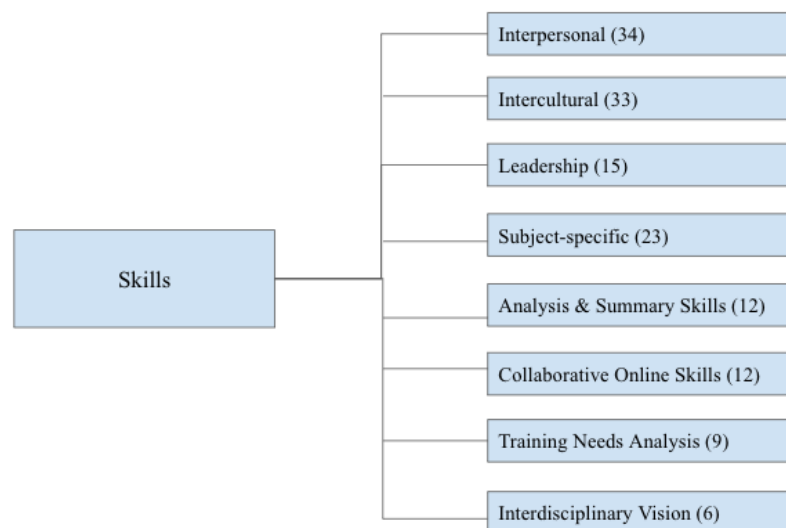 Interpersonal (34)
Intercultural (33)
Leadership (15)
Subject-specific (23)
Skills
Analysis & Summary Skills (12)
Collaborative Online Skills (12)
Training Needs Analysis (9)
Interdisciplinary Vision (6)